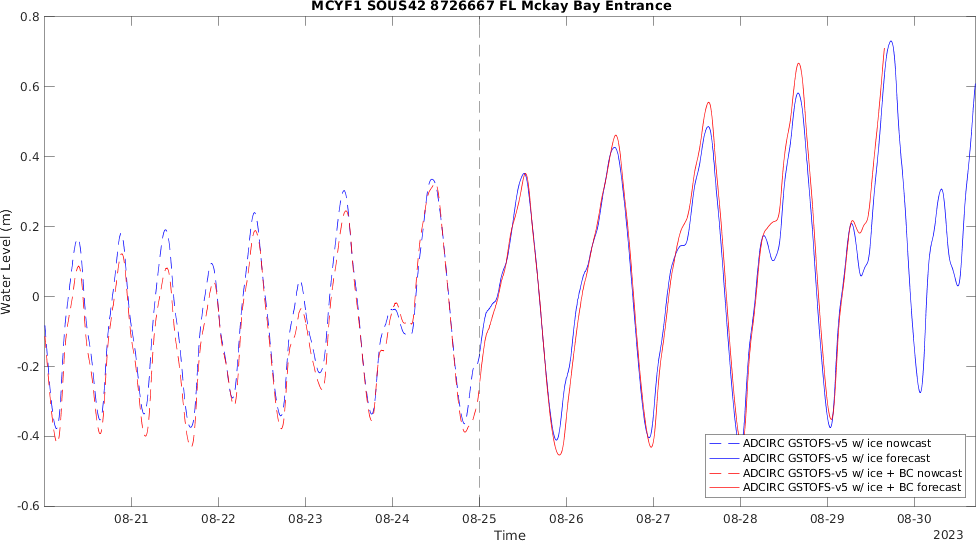 MCYF1 SOUS42 8726667 FL Mckay Bay Entrance
0.8
0.6
0.4
0.2
0
-0.2
-0.4
-0.6
Water Level (m)
ADCIRC GSTOFS-v5 w/ ice nowcast
ADCIRC GSTOFS-v5 w/ ice forecast
ADCIRC GSTOFS-v5 w/ ice + BC nowcast
ADCIRC GSTOFS-v5 w/ ice + BC forecast
08-21 08-22 08-23 08-24 08-25 08-26 08-27 08-28 08-29 08-30
Time
2023